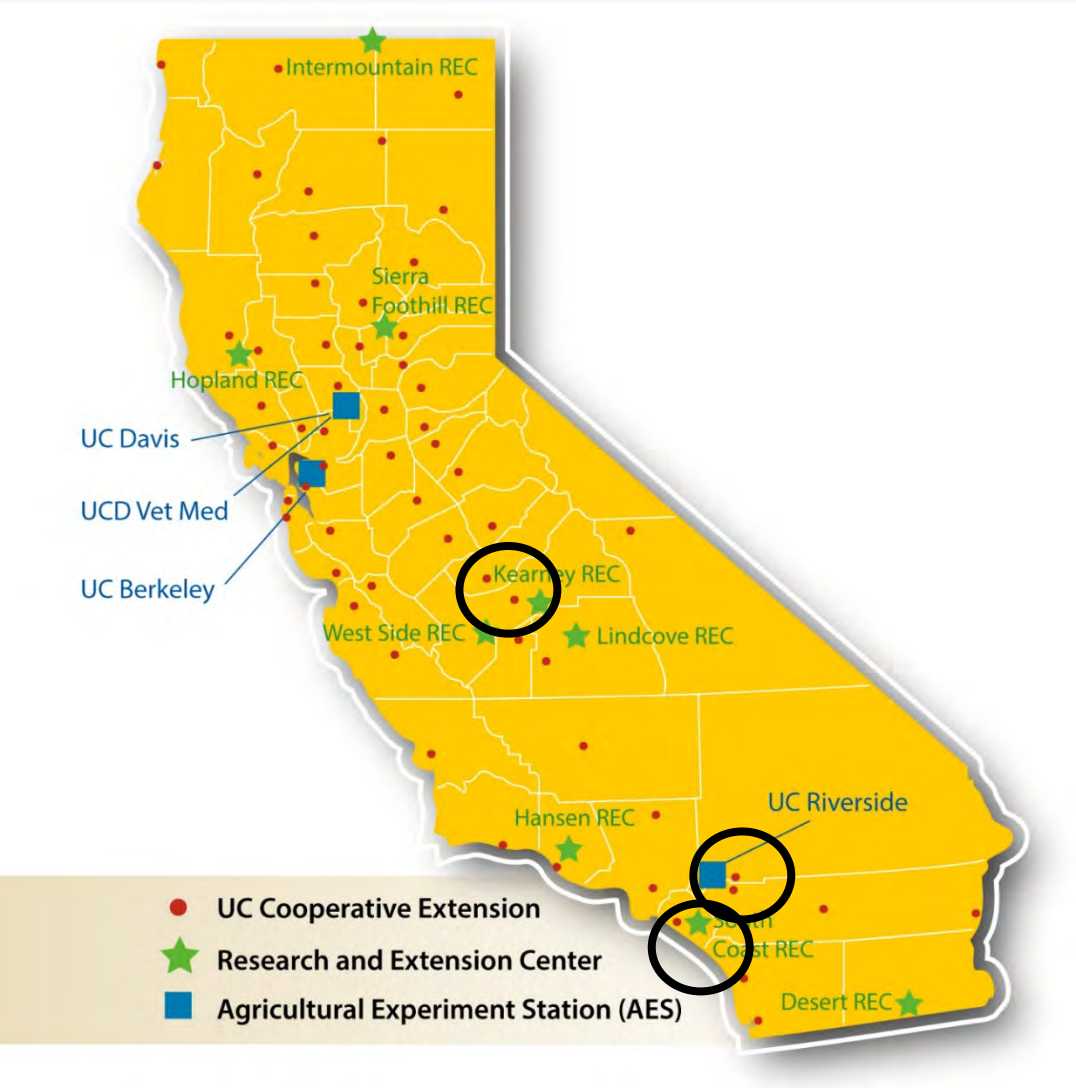 Intermountain REC
Sierra
Foothill REC
Hopland REC
UC Davis
UCD Vet Med
UC Berkeley
Kearney REC
West Side REC
Lindcove REC
UC Riverside
Hansen REC
South
Coast REC
Desert REC
UC Cooperative Extension
Research and Extension Center
Agricultural Experiment Station (AES)